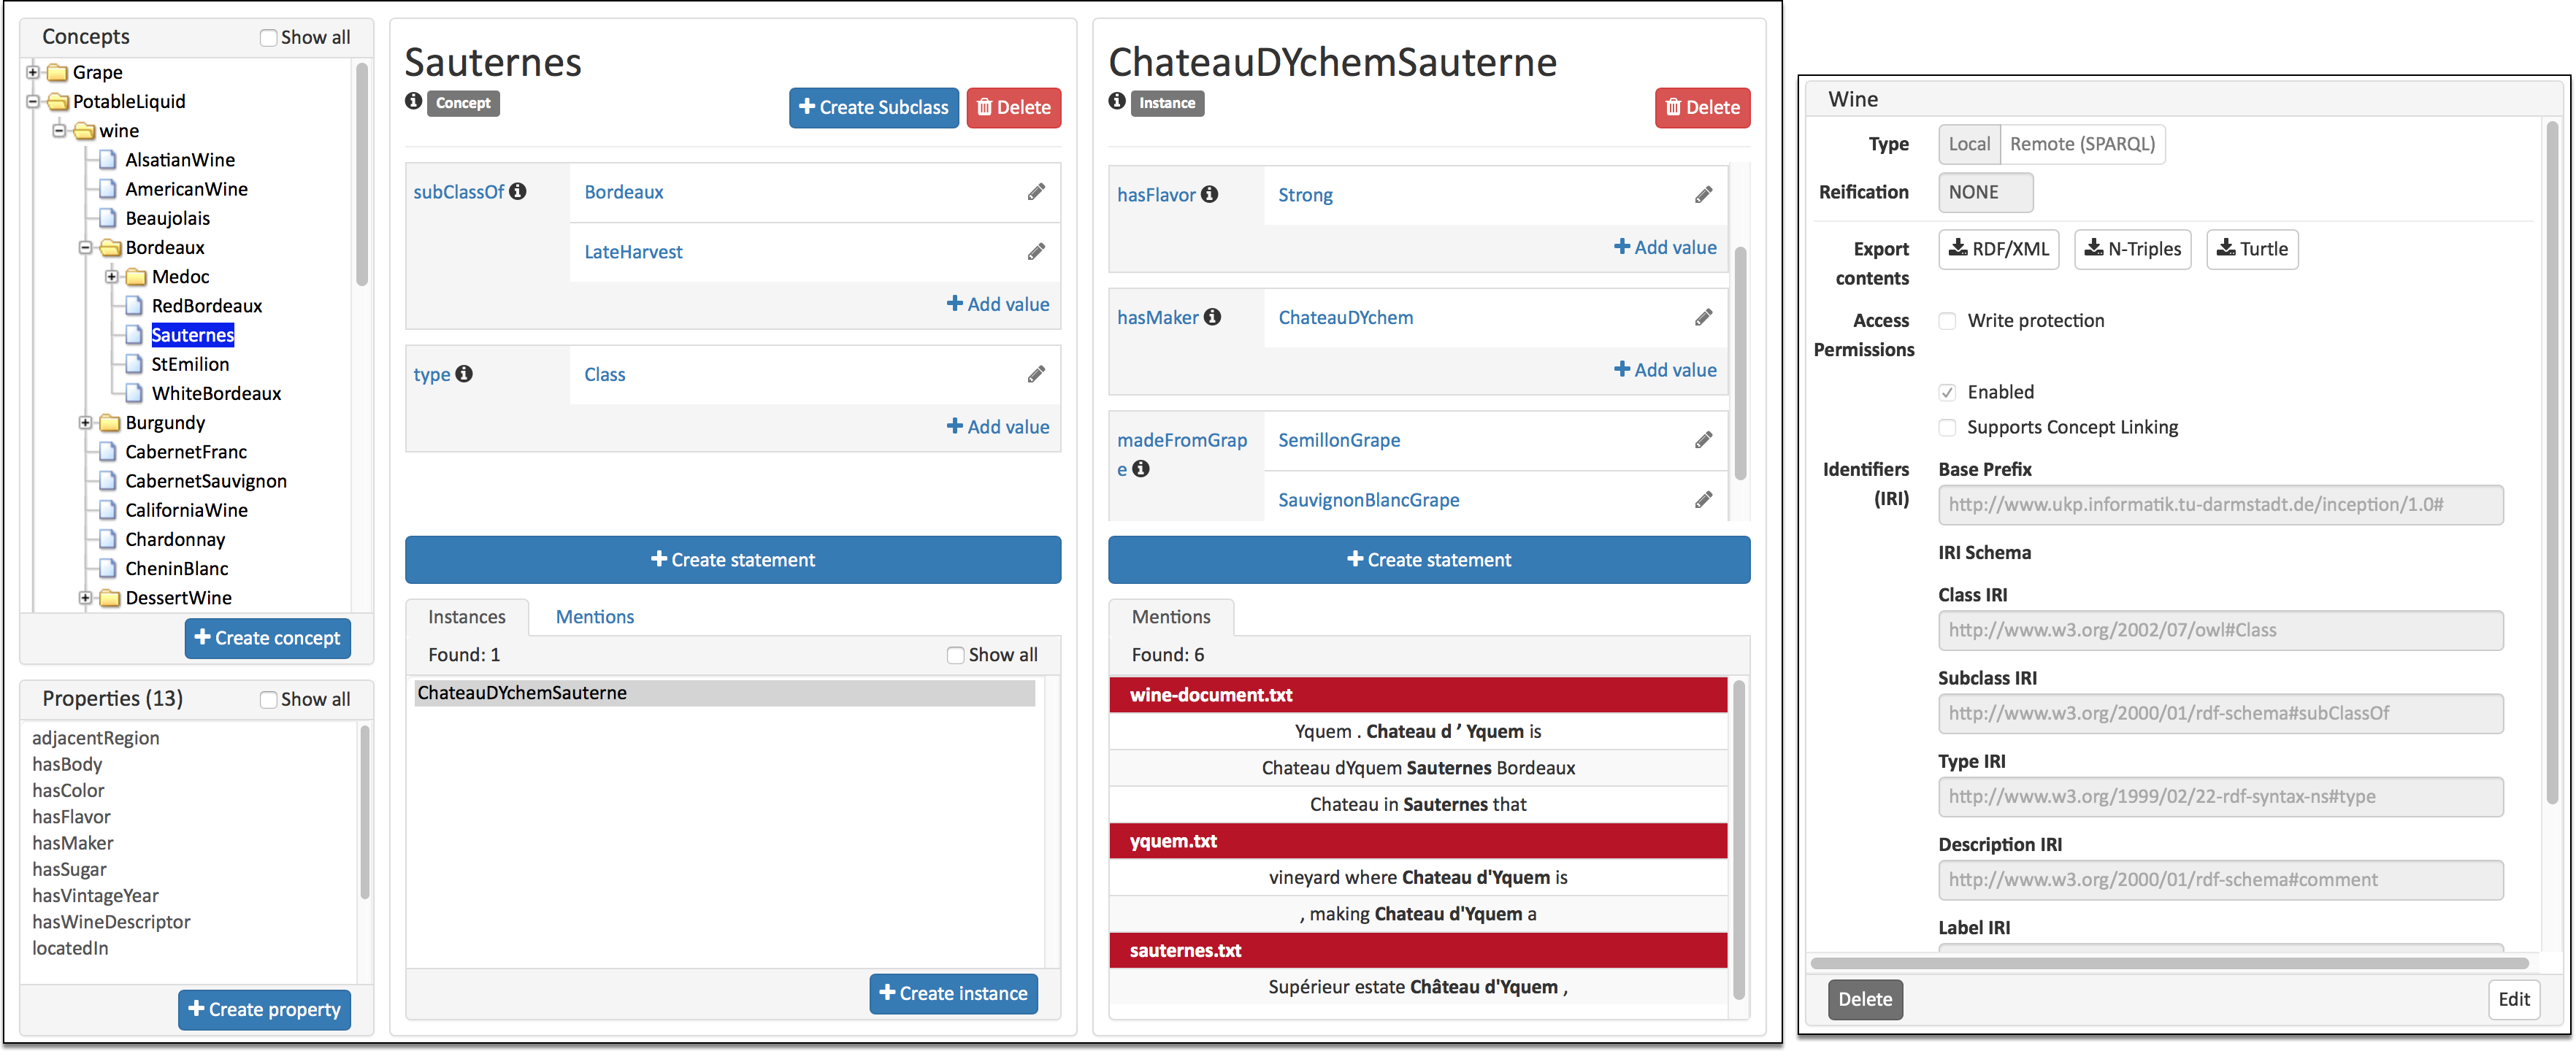 Concepts
Show all
Grape
PotableLiquid
wine
AlsatianWine
AmericanWine
Beaujolais
Bordeaux
Medoc
RedBordeaux
Sauternes
StEmilion
WhiteBordeaux
Burgundy
CabernetFranc
CabernetSauvignon
CaliforniaWine
Chardonnay
CheninBlanc
DessertWine
Create concept
Properties (13)
Show all
adjacentRegion
hasBody
hasColor
hasFlavor
hasMaker
hasSugar
hasVintageYear
hasWineDescriptor
locatedIn
Create property
Sauternes
Concept
Create Subclass
Delete
subClassOf
Bordeaux
LateHarvest
Add value
type
Class
Add value
Create statement
Instances
Mentions
Found: 1
Show all
ChateauDYchemSauterne
Create instance
ChateauDYchemSauterne
Instance
Delete
hasFlavor
Strong
Add value
hasMaker
ChateauDYchem
Add value
madeFromGrap
e
SemillonGrape
SauvignonBlancGrape
Create statement
Mentions
Found: 6
wine-document.txt
Yquem . Chateau d ’ Yquem is
Chateau dYquem Sauternes Bordeaux
Chateau in Sauternes that
yquem.txt
vineyard where Chateau d'Yquem is
, making Chateau d'Yquem a
sauternes.txt
Supérieur estate Château d'Yquem ,
Wine
Type
Local
Remote (SPARQL)
Reification
NONE
Export
contents
RDF/XML
N-Triples
Turtle
Access
Permissions
Write protection
Enabled
Supports Concept Linking
Identifiers
(IRI)
Base Prefix
http://www.ukp.informatik.tu-darmstadt.de/inception/1.0#
IRI Schema
Class IRI
http://www.w3.org/2002/07/owl#Class
Subclass IRI
http://www.w3.org/2000/01/rdf-schema#subClassOf
Type IRI
http://www.w3.org/1999/02/22-rdf-syntax-ns#type
Description IRI
http://www.w3.org/2000/01/rdf-schema#comment
Label IRI
Delete
Edit